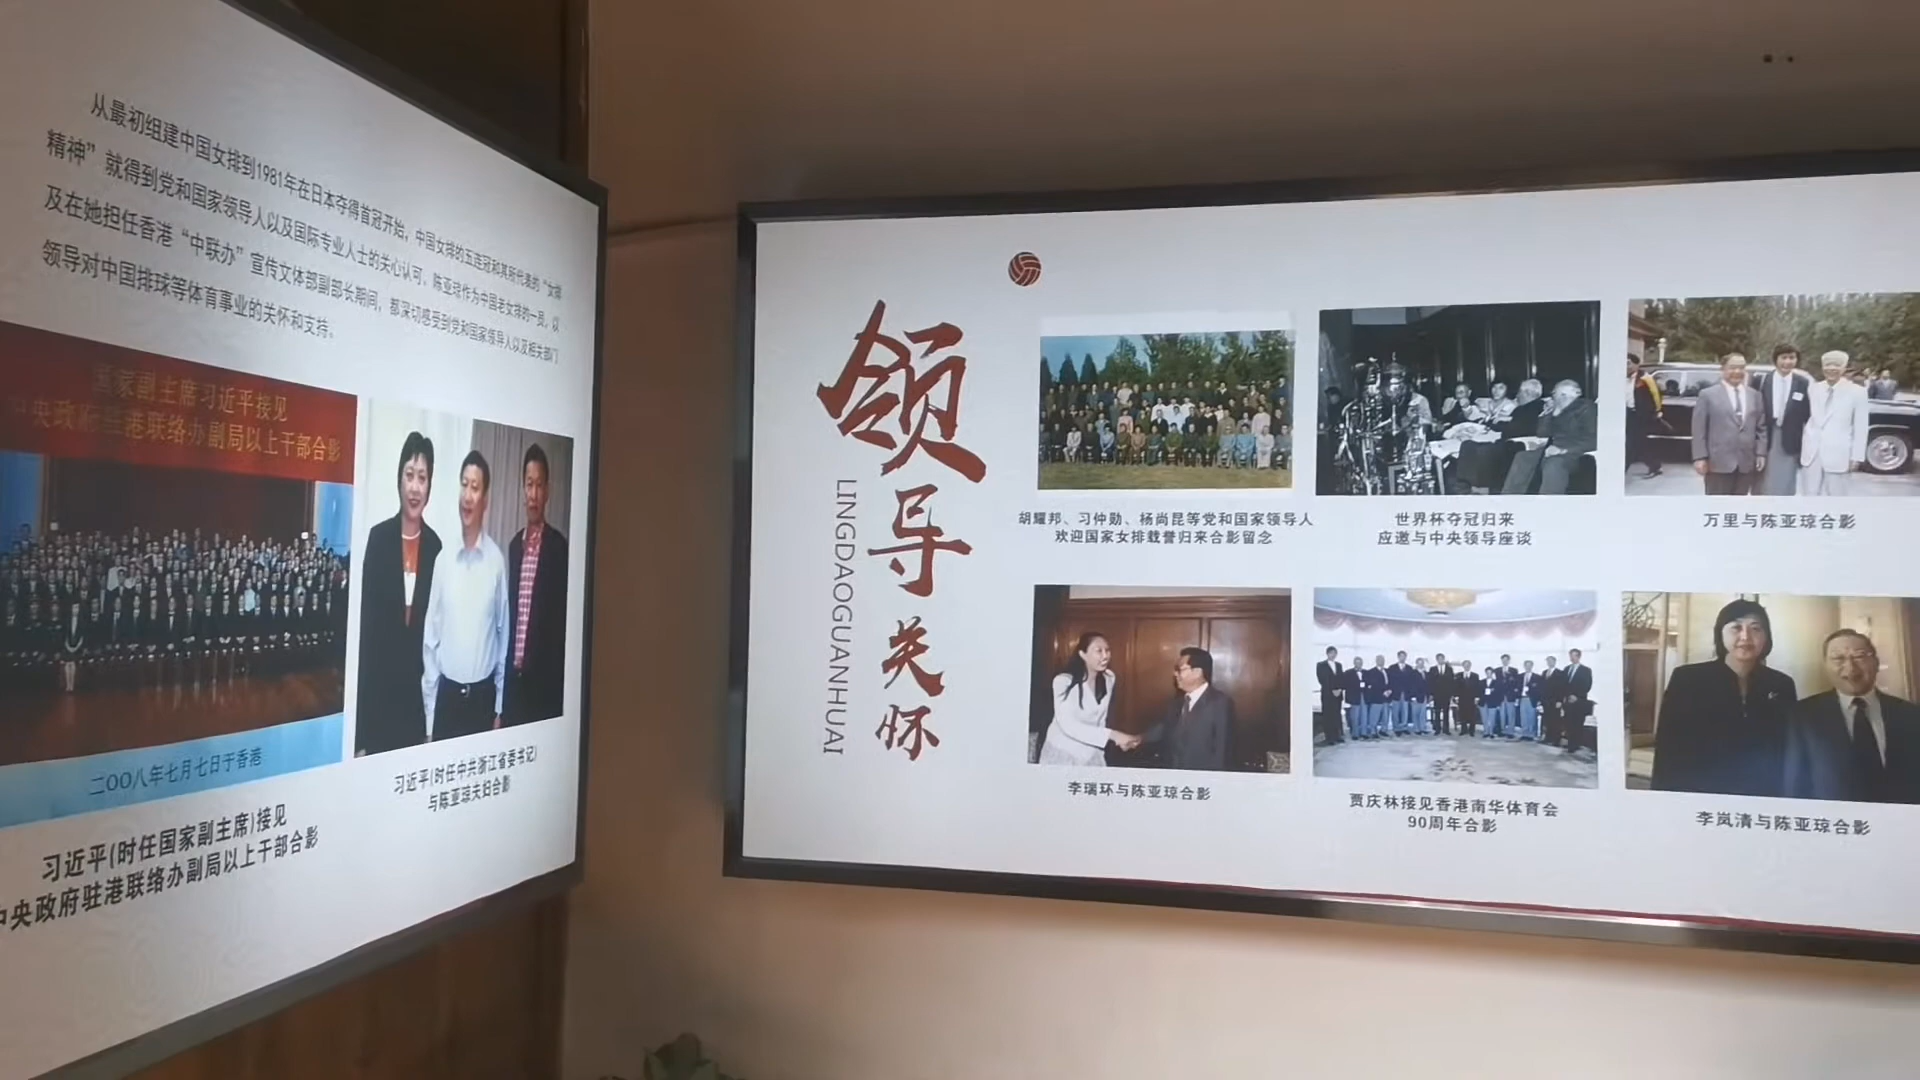 从最初组建中国女排到1981年在日本夺得首冠开始，中国女排的五连冠和其所代表的“女排
精神”就得到党和国家领导人以及国际专业人士的关心认可，陈亚琼作为中国老女排的一员，以
及在她担任香港“中联办”宣传文体部副部长期间，都深切感受到党和国家领导人以及相关部门
领导对中国排球等体育事业的关怀和支持。
国家副主席习近平接见
中央政府驻港联络办副局以上干部合影
二OO八年七月七日于香港
习近平(时任国家副主席)接见
中央政府驻港联络办副局以上干部合影
习近平(时任中共浙江省委书记)
与陈亚琼夫妇合影
领导关怀
LINGDAOGUANHUAI
胡耀邦、习仲勋、杨尚昆等党和国家领导人
欢迎国家女排载誉归来合影留念
世界杯夺冠归来
应邀与中央领导座谈
万里与陈亚琼合影
李瑞环与陈亚琼合影
贾庆林接见香港南华体育会
90周年合影
李岚清与陈亚琼合影